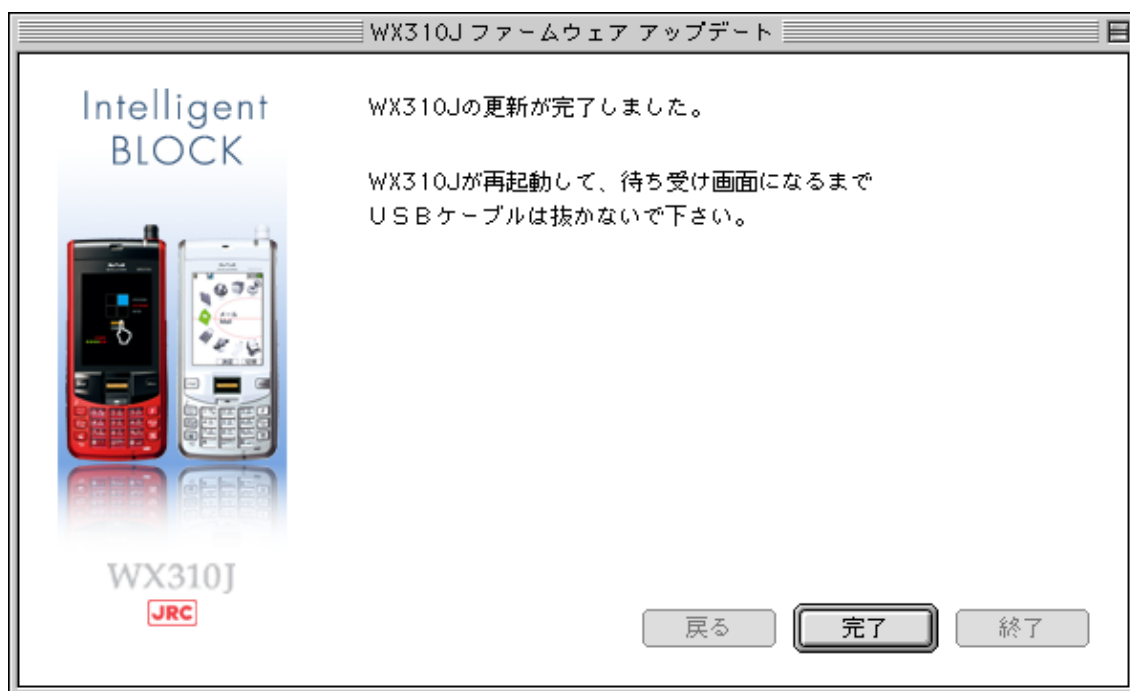 WX310J ファームウェア アップデート
Intelligent
BLOCK
WX310Jの更新が完了しました。
WX310Jが再起動して、待ち受け画面になるまで
ＵＳＢケーブルは抜かないで下さい。
WX310J
JRC
戻る
完了
終了